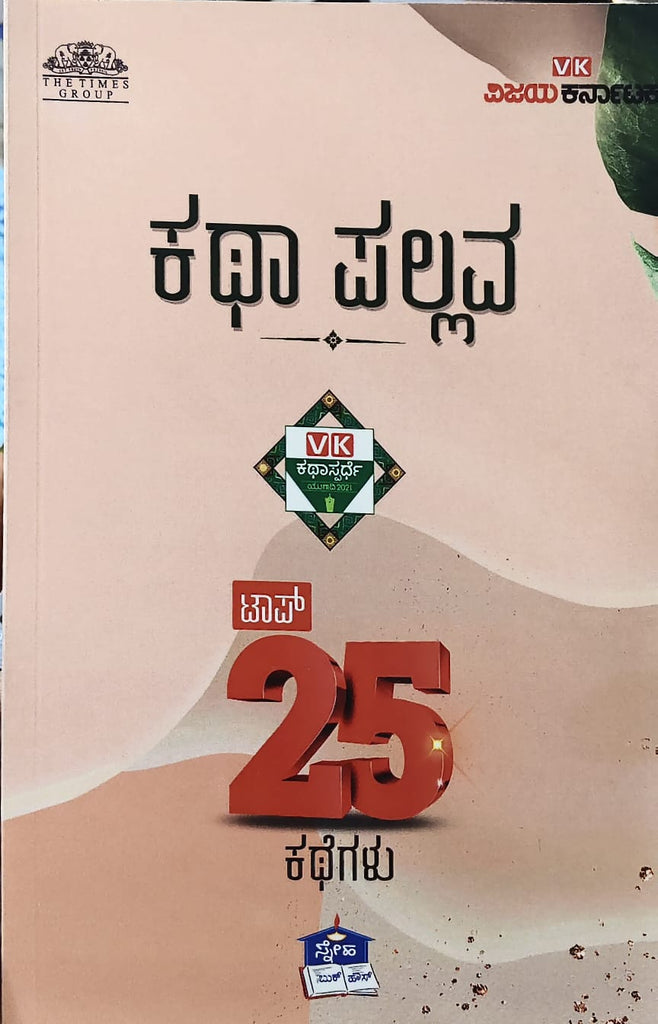 THE TIMES
GROUP
VK
ವಿಜಯ ಕರ್ನಾಟಕ
ಕಥಾ ಪಲ್ಲವ
VK
ಕಥಾಸ್ಪರ್ಧೆ
ಯುಗಾದಿ 2021
ಟಾಪ್
25
ಕಥೆಗಳು
ಸ್ನೇಹ
ಬುಕ್ ಹೌಸ್